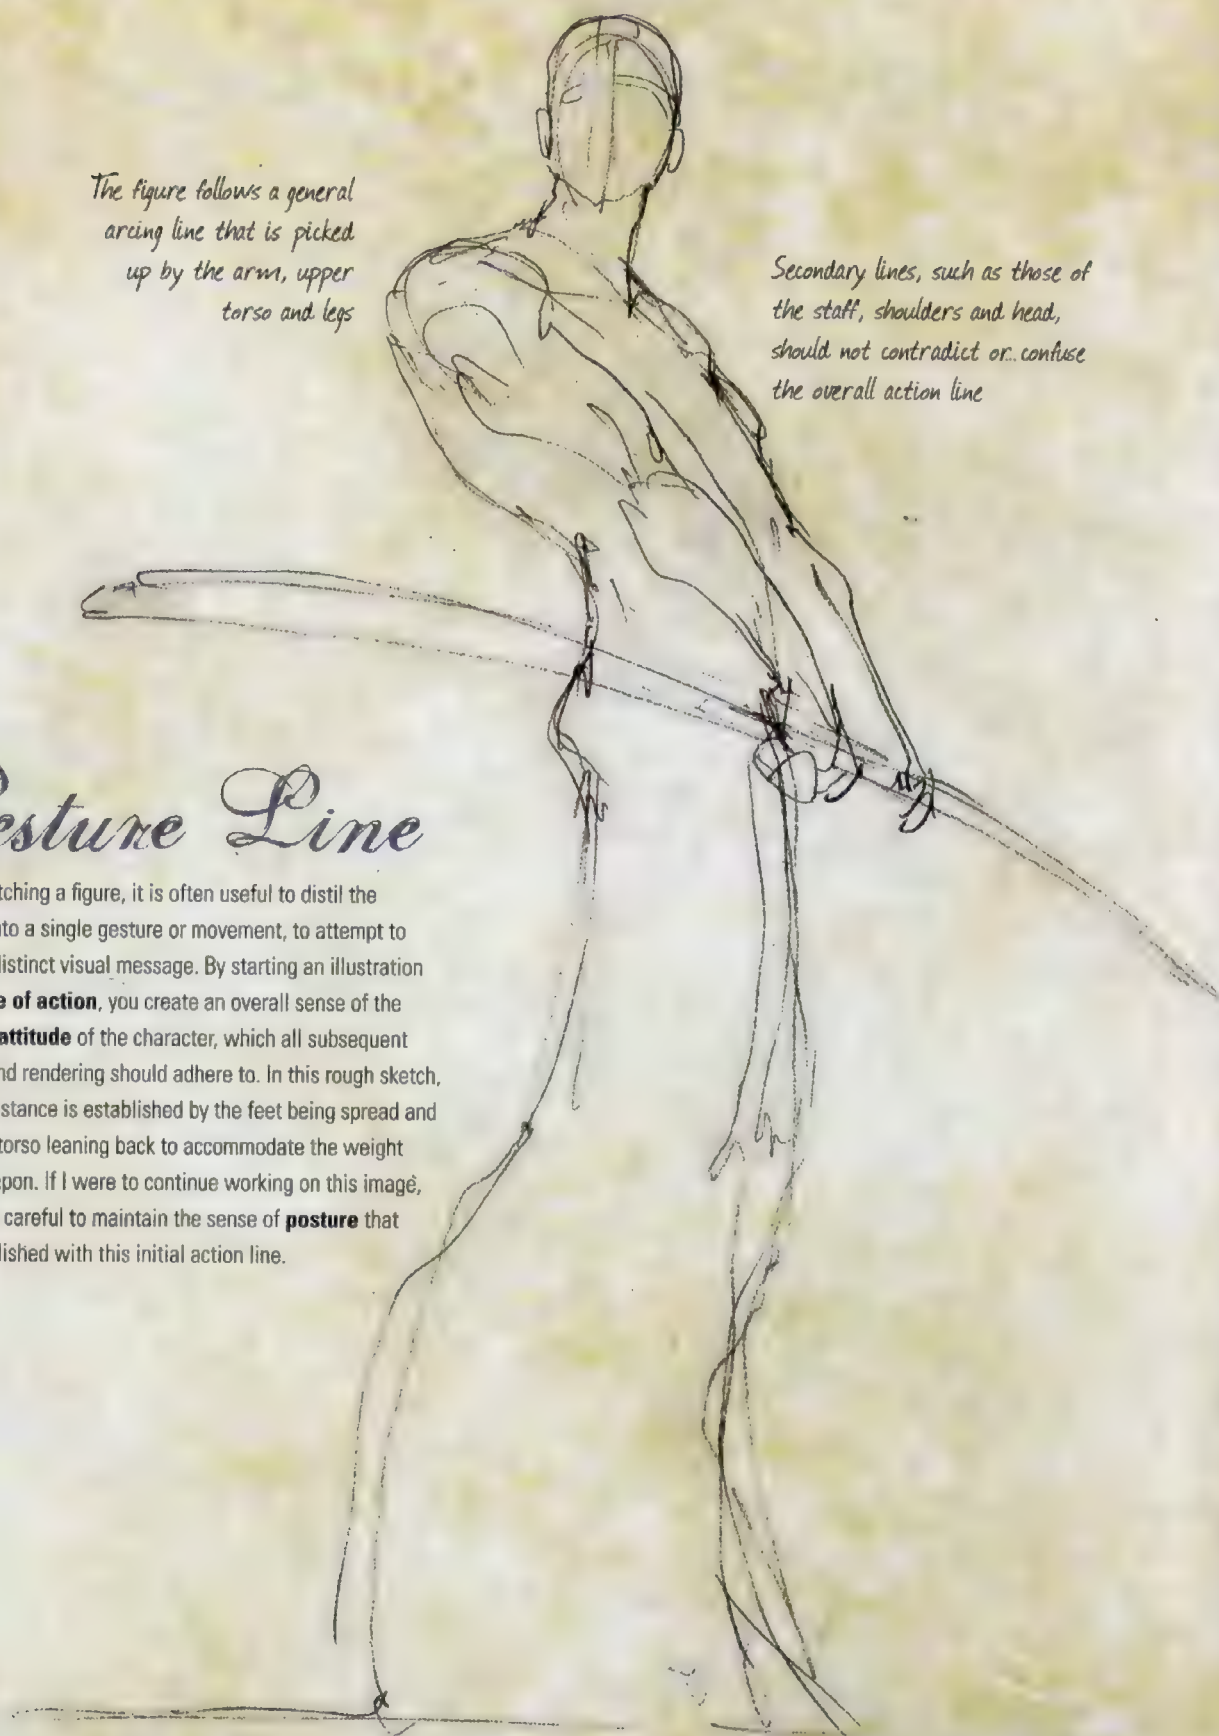 The figure follows a general
arcing line that is picked
up by the arm, upper
torso and legs
Secondary lines, such as those of
the staff, shoulders and head,
should not contradict or confuse
the overall action line
esture Line
tching a figure, it is often useful to distil the
to a single gesture or movement, to attempt to
distinct visual message. By starting an illustration
e of action, you create an overall sense of the
attitude of the character, which all subsequent
nd rendering should adhere to. In this rough sketch,
stance is established by the feet being spread and
torso leaning back to accommodate the weight
pon. If I were to continue working on this image,
careful to maintain the sense of posture that
lished with this initial action line.